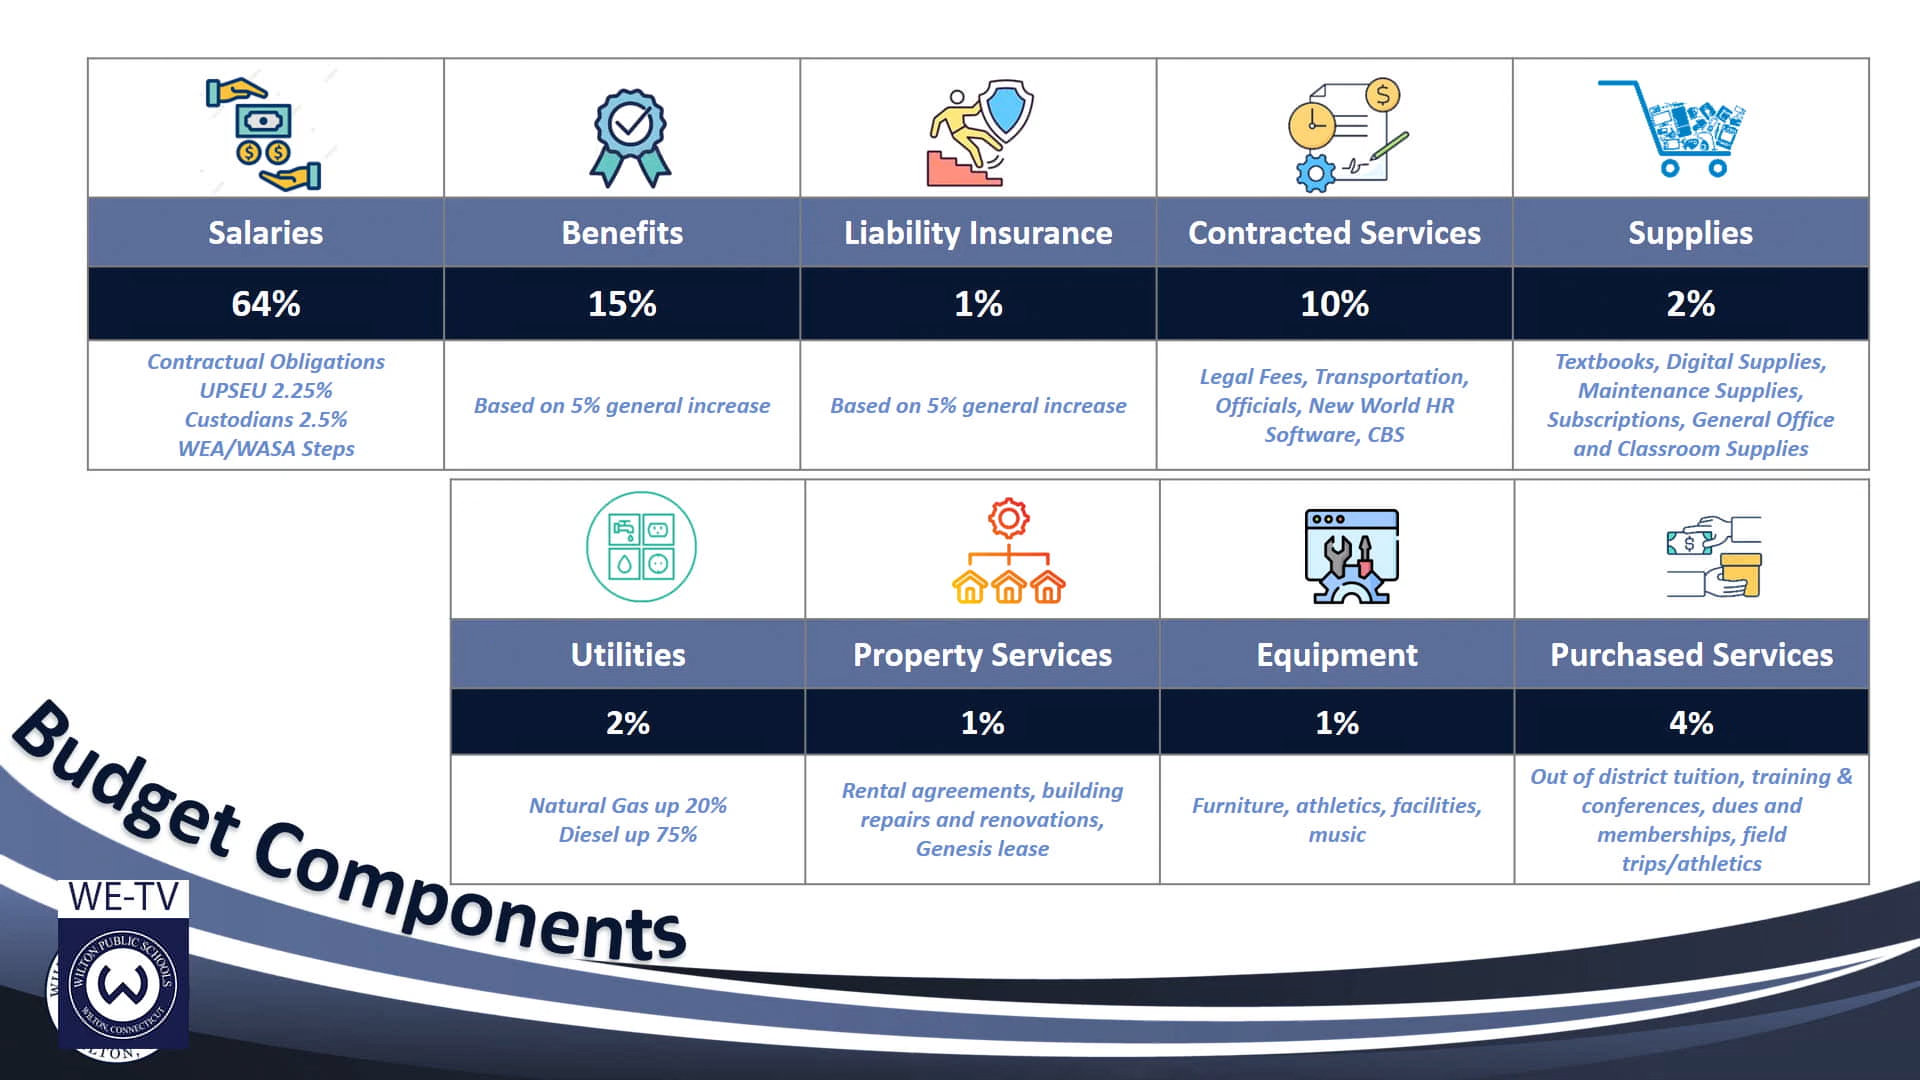 Salaries
Benefits
Liability Insurance
Contracted Services
Supplies
64%
15%
1%
10%
2%
Contractual Obligations
UPSEU 2.25%
Custodians 2.5%
WEA/WASA Steps
Based on 5% general increase
Based on 5% general increase
Legal Fees, Transportation,
Officials, New World HR
Software, CBS
Textbooks, Digital Supplies,
Maintenance Supplies,
Subscriptions, General Office
and Classroom Supplies
Utilities
Property Services
Equipment
Purchased Services
2%
1%
1%
4%
Natural Gas up 20%
Diesel up 75%
Rental agreements, building
repairs and renovations,
Genesis lease
Furniture, athletics, facilities,
music
Out of district tuition, training &
conferences, dues and
memberships, field
trips/athletics
Budget Components
WE-TV
WILTON PUBLIC SCHOOLS
WILTON, CONNECTICUT